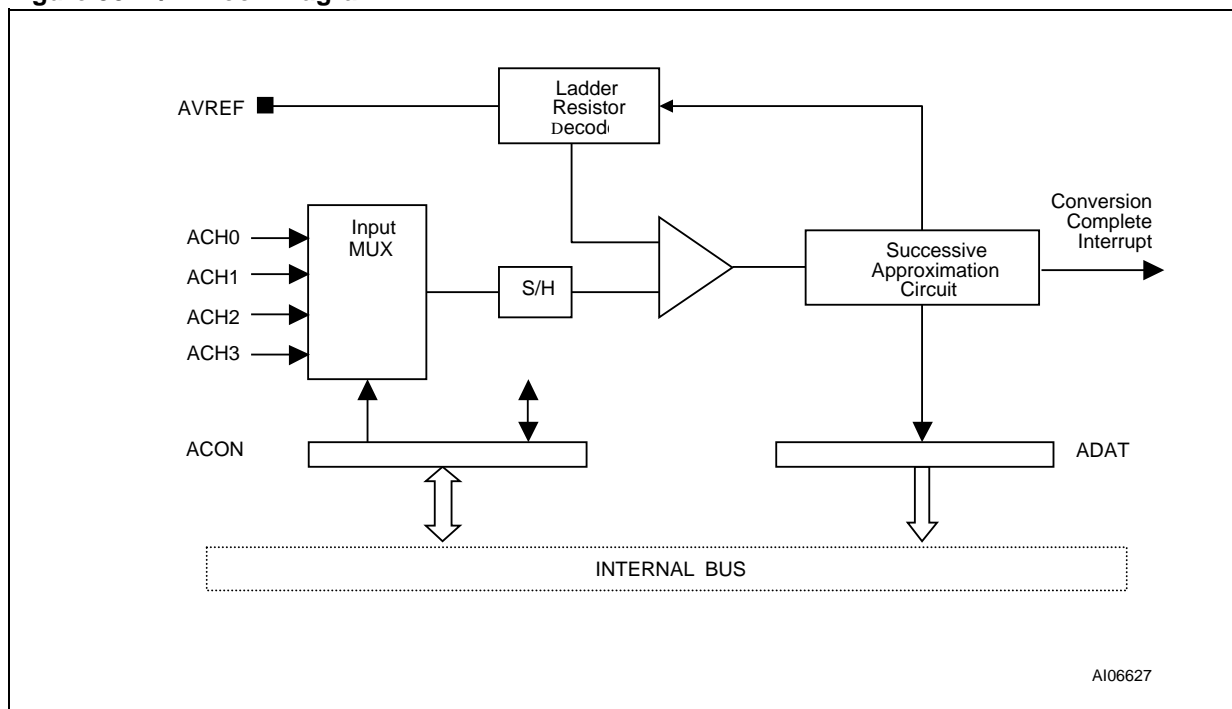 AVREF
Ladder
Resistor
Decod
ACH0
ACH1
ACH2
ACH3
Input
MUX
S/H
Successive
Approximation
Circuit
Conversion
Complete
Interrupt
ACON
ADAT
INTERNAL BUS
AI06627